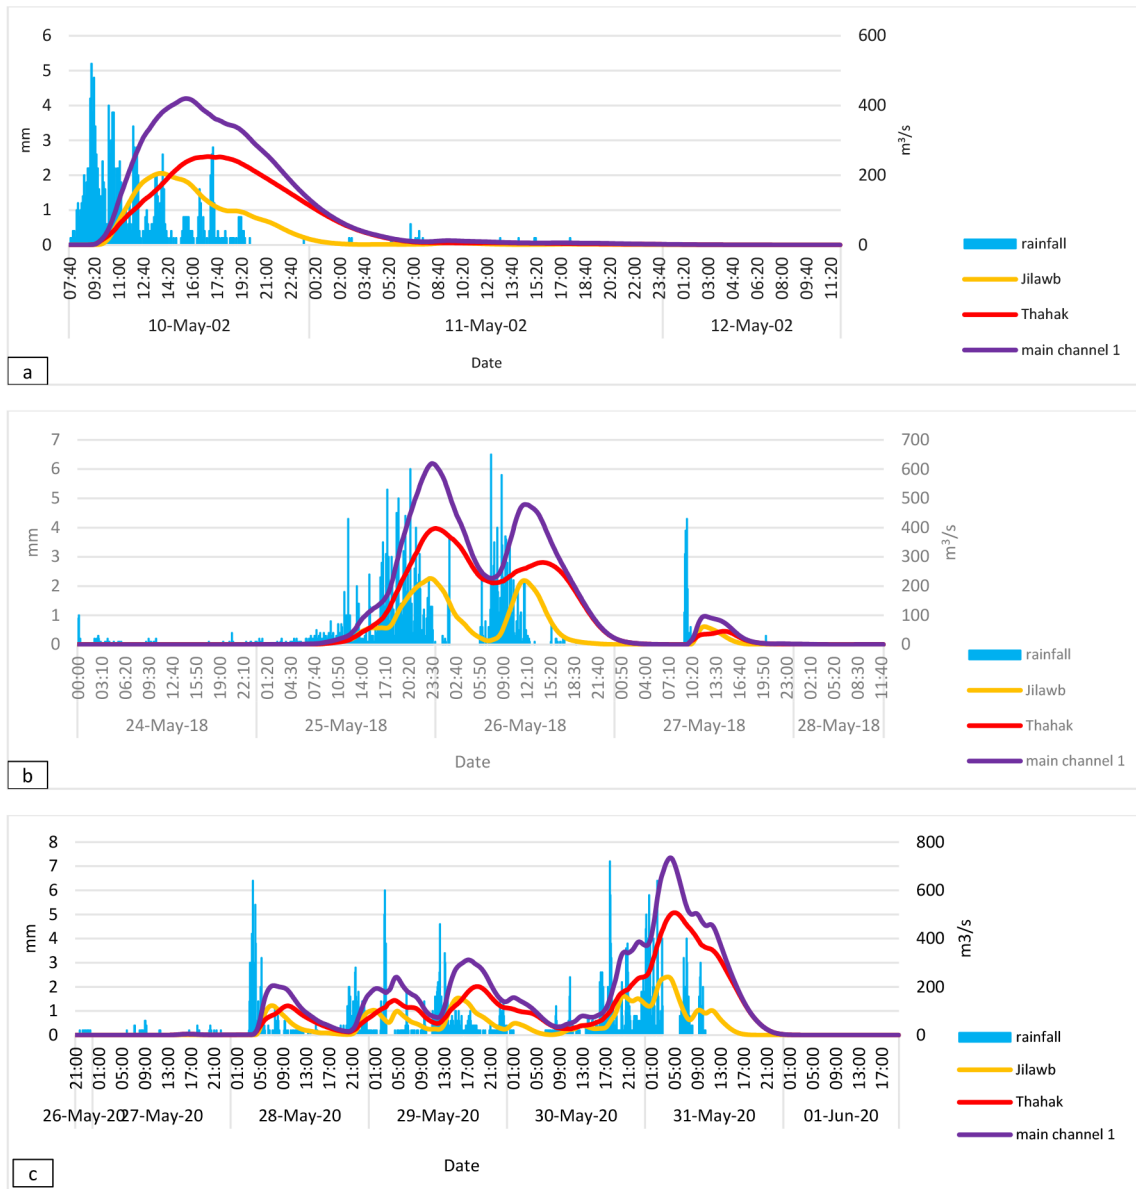 6 600
5
4 400
3
2 200
1
0 0
mm
m³/s
07:40 09:20 11:00 12:40 14:20 16:00 17:40 19:20 21:00 22:40 00:20 02:00 03:40 05:20 07:00 08:40 10:20 12:00 13:40 15:20 17:00 18:40 20:20 22:00 23:40 01:20 03:00 04:40 06:20 08:00 09:40 11:20
10-May-02 11-May-02 12-May-02
Date
rainfall
Jilawb
Thahak
main channel 1
a
7 700
6 600
5 500
4 400
3 300
2 200
1 100
0 0
mm
m³/s
00:00 03:10 06:20 09:30 12:40 15:50 19:00 22:10 01:20 04:30 07:40 10:50 14:00 17:10 20:20 23:30 02:40 05:50 09:00 12:10 15:20 18:30 21:40 00:50 04:00 07:10 10:20 13:30 16:40 19:50 23:00 02:10 05:20 08:30 11:40
24-May-18 25-May-18 26-May-18 27-May-18 28-May-18
Date
rainfall
Jilawb
Thahak
main channel 1
b
8 800
7
6 600
5
4 400
3
2 200
1
0 0
mm
m3/s
21:00 01:00 05:00 09:00 13:00 17:00 21:00 01:00 05:00 09:00 13:00 17:00 21:00 01:00 05:00 09:00 13:00 17:00 21:00 01:00 05:00 09:00 13:00 17:00 21:00 01:00 05:00 09:00 13:00 17:00 21:00 01:00 05:00 09:00 13:00 17:00
26-May-20 27-May-20 28-May-20 29-May-20 30-May-20 31-May-20 01-Jun-20
Date
rainfall
Jilawb
Thahak
main channel 1
c